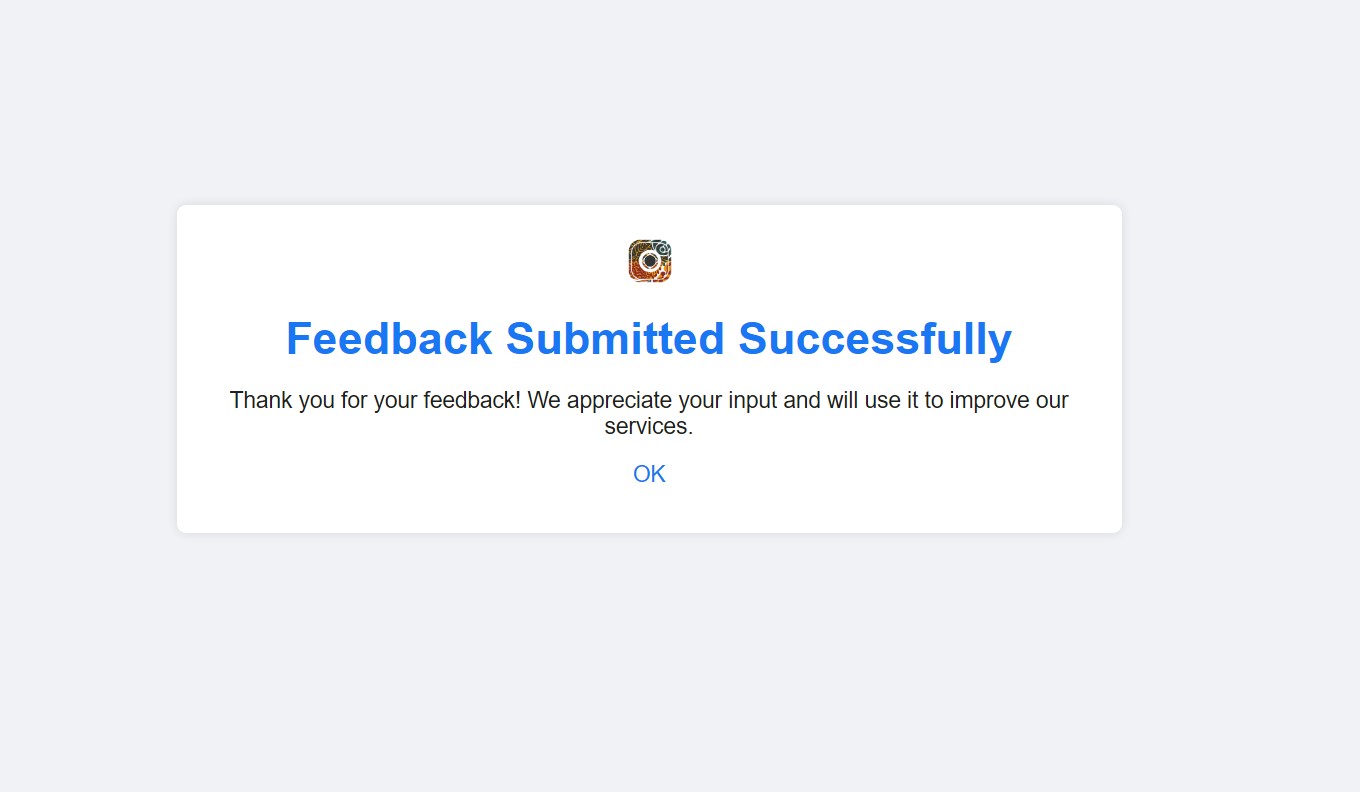 Feedback Submitted Successfully
Thank you for your feedback! We appreciate your input and will use it to improve our
services.
OK